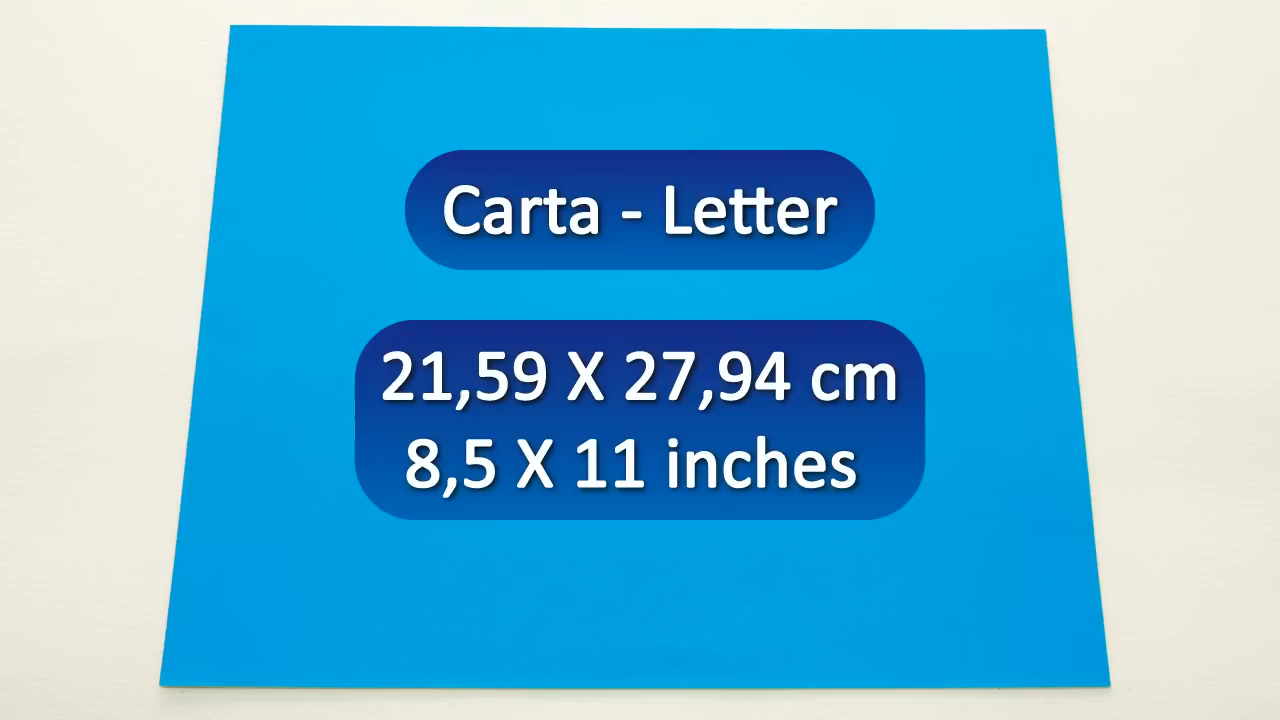 Carta - Letter
21,59 X 27,94 cm
8,5 X 11 inches